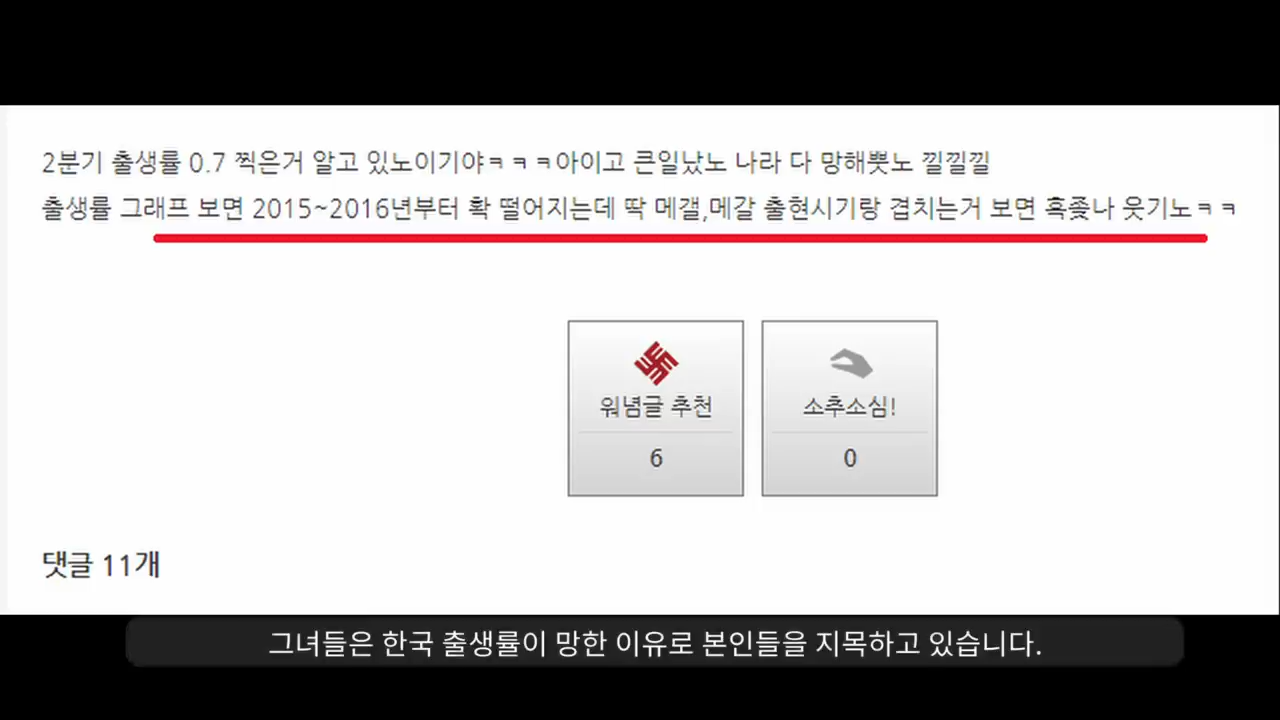 2분기 출생률 0.7 찍은거 알고 있노이기야ㅋㅋㅋ아이고 큰일났노 나라 다 망해뿟노 낄낄낄
출생률 그래프 보면 2015~2016년부터 확 떨어지는데 딱 메갤,메갈 출현시기랑 겹치는거 보면 흑좆나 웃기노ㅋㅋ
워념글 추천
6
소추소심!
0
댓글 11개
그녀들은 한국 출생률이 망한 이유로 본인들을 지목하고 있습니다.